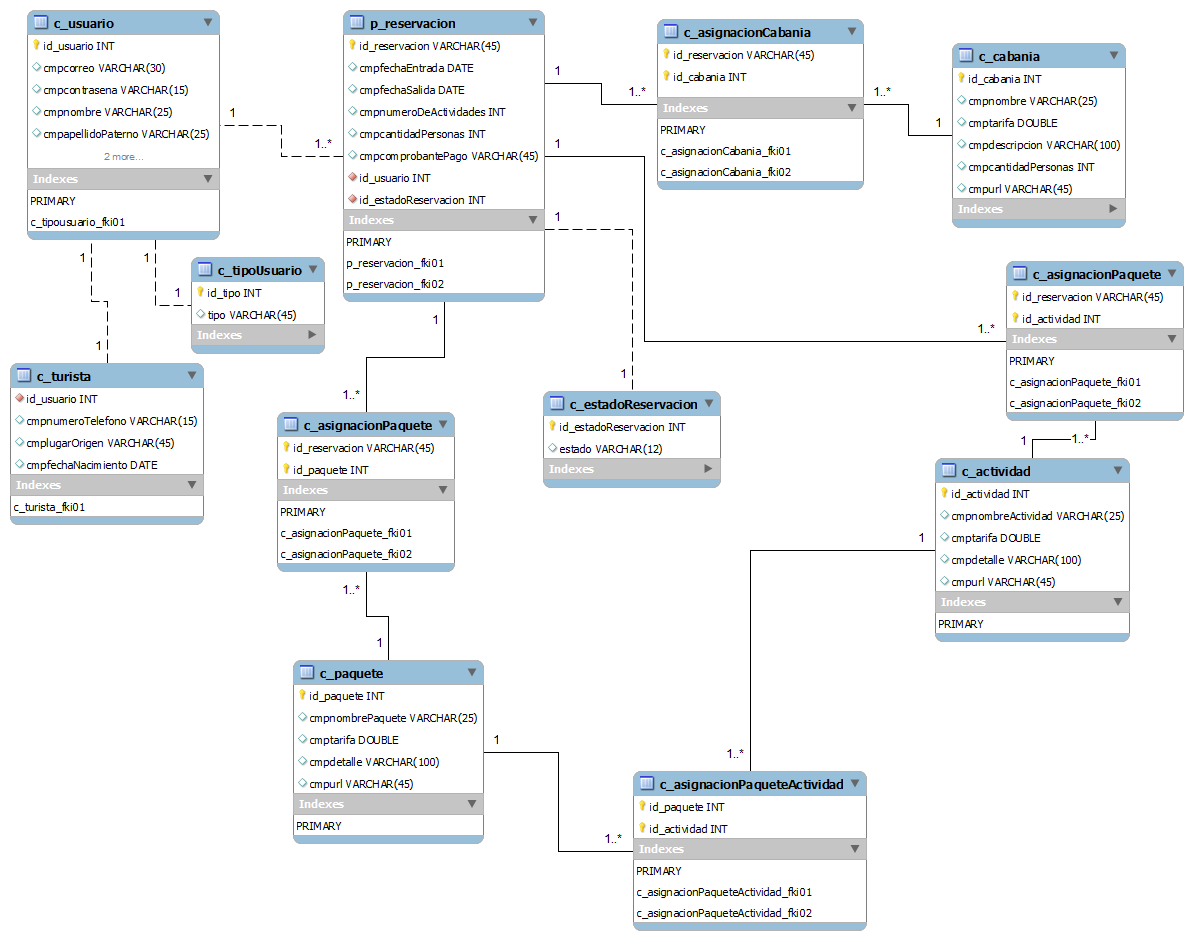 c_usuario
id_usuario INT
cmpcorreo VARCHAR(30)
cmpcontrasena VARCHAR(15)
cmpnombre VARCHAR(25)
cmpapellidoPaterno VARCHAR(25)
2 more...
Indexes
PRIMARY
c_tipousuario_fki01
1
1..*
p_reservacion
id_reservacion VARCHAR(45)
cmpfechaEntrada DATE
cmpfechaSalida DATE
cmpnumeroDeActividades INT
cmpcantidadPersonas INT
cmpcomprobantePago VARCHAR(45)
id_usuario INT
id_estadoReservacion INT
Indexes
PRIMARY
p_reservacion_fki01
p_reservacion_fki02
1
1..*
c_asignacionCabania
id_reservacion VARCHAR(45)
id_cabania INT
Indexes
PRIMARY
c_asignacionCabania_fki01
c_asignacionCabania_fki02
1..*
1
c_cabania
id_cabania INT
cmpnombre VARCHAR(25)
cmptarifa DOUBLE
cmpdescripcion VARCHAR(100)
cmpcantidadPersonas INT
cmpurl VARCHAR(45)
Indexes
1
1..*
1
1
1
1
1
1
c_tipoUsuario
id_tipo INT
tipo VARCHAR(45)
Indexes
c_asignacionPaquete
id_reservacion VARCHAR(45)
id_actividad INT
Indexes
PRIMARY
c_asignacionPaquete_fki01
c_asignacionPaquete_fki02
c_turista
id_usuario INT
cmpnumeroTelefono VARCHAR(15)
cmplugarOrigen VARCHAR(45)
cmpfechaNacimiento DATE
Indexes
c_turista_fki01
1
1..*
c_asignacionPaquete
id_reservacion VARCHAR(45)
id_paquete INT
Indexes
PRIMARY
c_asignacionPaquete_fki01
c_asignacionPaquete_fki02
c_estadoReservacion
id_estadoReservacion INT
estado VARCHAR(12)
Indexes
1
1..*
c_actividad
id_actividad INT
cmpnombreActividad VARCHAR(25)
cmptarifa DOUBLE
cmpdetalle VARCHAR(100)
cmpurl VARCHAR(45)
Indexes
PRIMARY
1
1..*
1..*
1
c_paquete
id_paquete INT
cmpnombrePaquete VARCHAR(25)
cmptarifa DOUBLE
cmpdetalle VARCHAR(100)
cmpurl VARCHAR(45)
Indexes
PRIMARY
1
1..*
c_asignacionPaqueteActividad
id_paquete INT
id_actividad INT
Indexes
PRIMARY
c_asignacionPaqueteActividad_fki01
c_asignacionPaqueteActividad_fki02